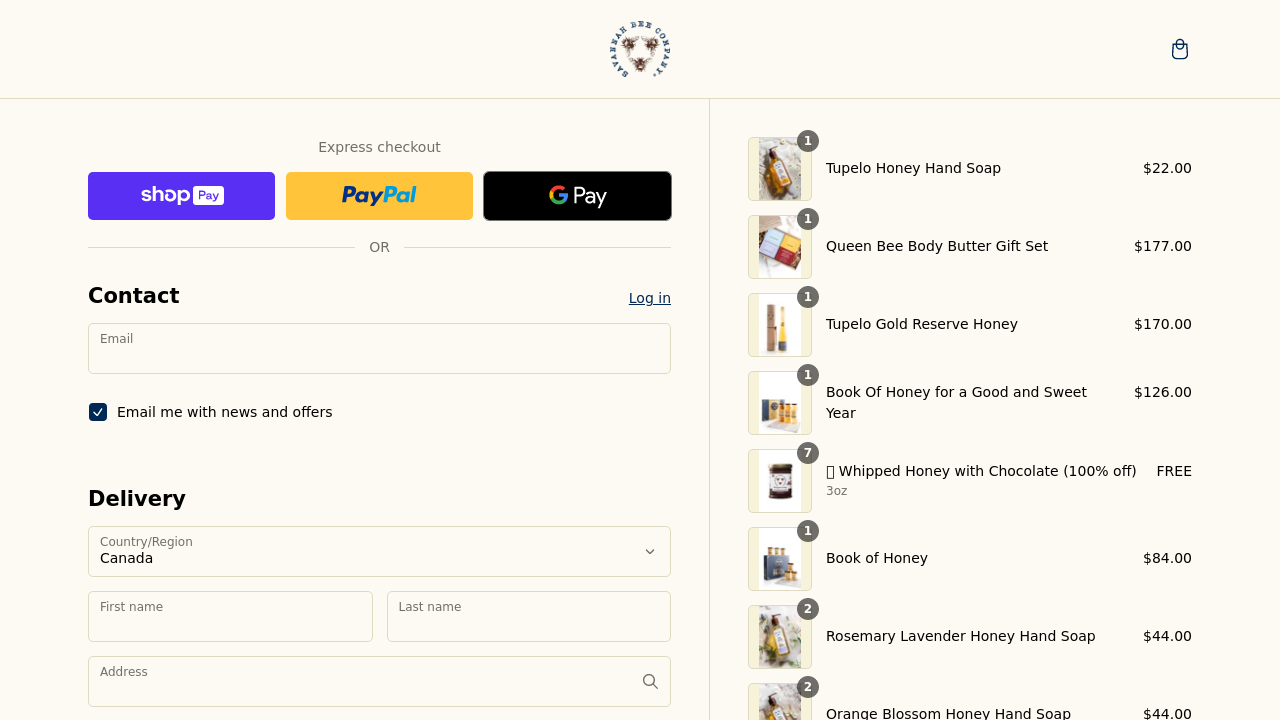 SAVANNAH BEE COMPANY
Express checkout
shop Pay
PayPal
G Pay
OR
Contact
Log in
Email
Email me with news and offers
Delivery
Country/Region
Canada
First name
Last name
Address
1
Tupelo Honey Hand Soap
$22.00
1
Queen Bee Body Butter Gift Set
$177.00
1
Tupelo Gold Reserve Honey
$170.00
1
Book Of Honey for a Good and Sweet
Year
$126.00
7
Whipped Honey with Chocolate (100% off)
FREE
3oz
1
Book of Honey
$84.00
2
Rosemary Lavender Honey Hand Soap
$44.00
2
Orange Blossom Honey Hand Soap
$44.00